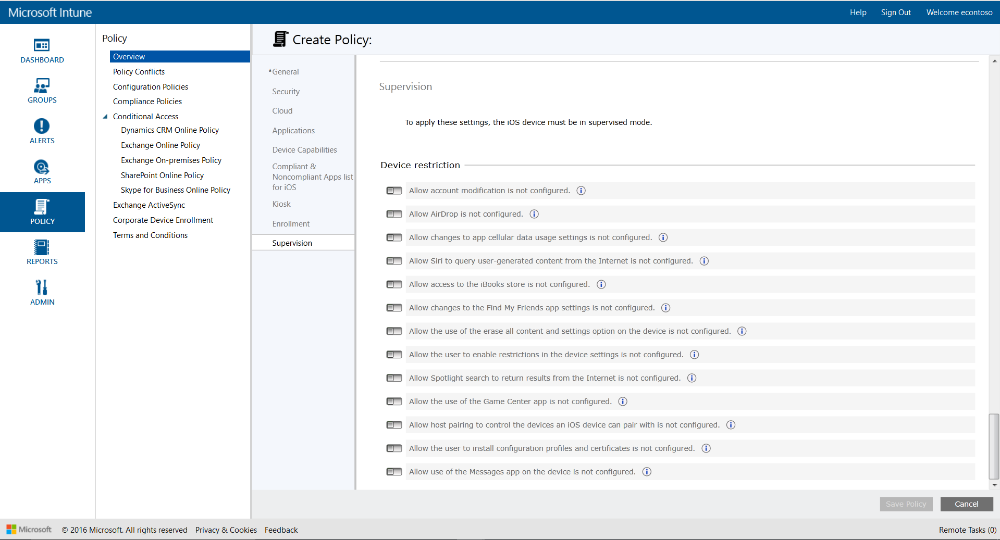 Microsoft Intune
Help
Sign Out
Welcome econtoso
DASHBOARD
GROUPS
ALERTS
APPS
POLICY
REPORTS
ADMIN
Policy
Overview
Policy Conflicts
Configuration Policies
Compliance Policies
Conditional Access
Dynamics CRM Online Policy
Exchange Online Policy
Exchange On-premises Policy
SharePoint Online Policy
Skype for Business Online Policy
Exchange ActiveSync
Corporate Device Enrollment
Terms and Conditions
Create Policy:
*General
Security
Cloud
Applications
Device Capabilities
Compliant &
Noncompliant Apps list
for iOS
Kiosk
Enrollment
Supervision
Supervision
To apply these settings, the iOS device must be in supervised mode.
Device restriction
Allow account modification is not configured.
Allow AirDrop is not configured.
Allow changes to app cellular data usage settings is not configured.
Allow Siri to query user-generated content from the Internet is not configured.
Allow access to the iBooks store is not configured.
Allow changes to the Find My Friends app settings is not configured.
Allow the use of the erase all content and settings option on the device is not configured.
Allow the user to enable restrictions in the device settings is not configured.
Allow Spotlight search to return results from the Internet is not configured.
Allow the use of the Game Center app is not configured.
Allow host pairing to control the devices an iOS device can pair with is not configured.
Allow the user to install configuration profiles and certificates is not configured.
Allow use of the Messages app on the device is not configured.
Save Policy
Cancel
Microsoft
© 2016 Microsoft. All rights reserved
Privacy & Cookies
Feedback
Remote Tasks (0)